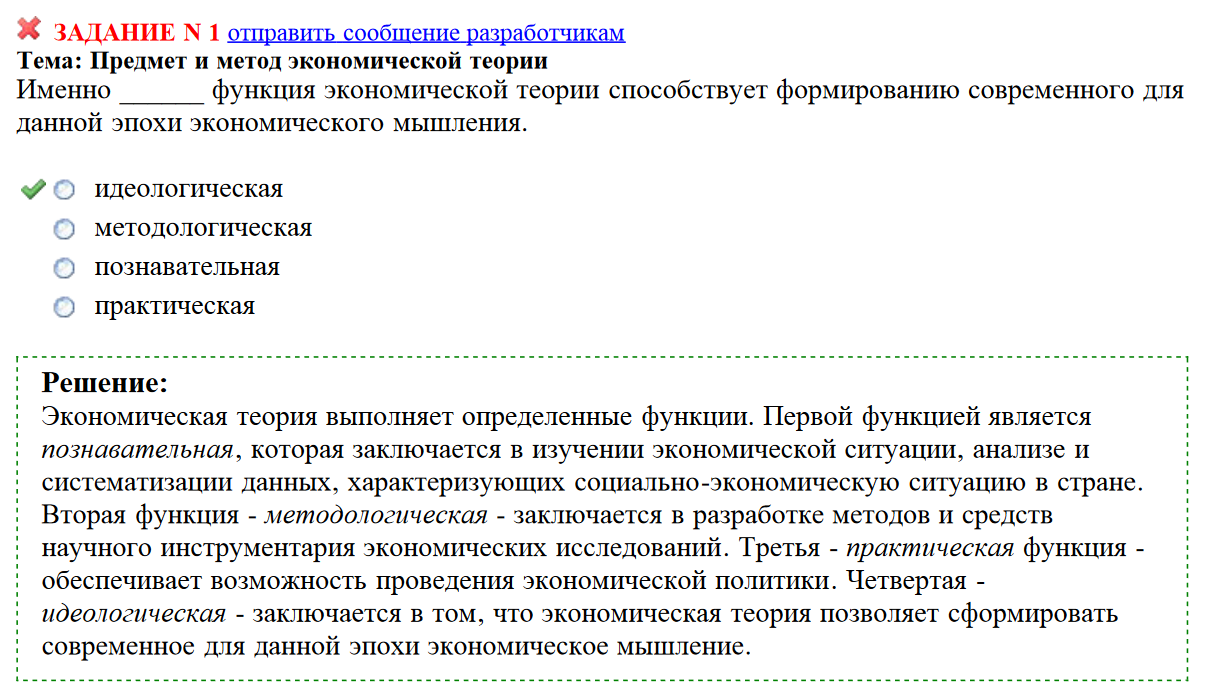 ЗАДАНИЕ N 1 отправить сообщение разработчикам
Тема: Предмет и метод экономической теории
Именно ______ функция экономической теории способствует формированию современного для
данной эпохи экономического мышления.
идеологическая
методологическая
познавательная
практическая
Решение:
Экономическая теория выполняет определенные функции. Первой функцией является
познавательная, которая заключается в изучении экономической ситуации, анализе и
систематизации данных, характеризующих социально-экономическую ситуацию в стране.
Вторая функция - методологическая - заключается в разработке методов и средств
научного инструментария экономических исследований. Третья - практическая функция -
обеспечивает возможность проведения экономической политики. Четвертая -
идеологическая - заключается в том, что экономическая теория позволяет сформировать
современное для данной эпохи экономическое мышление.